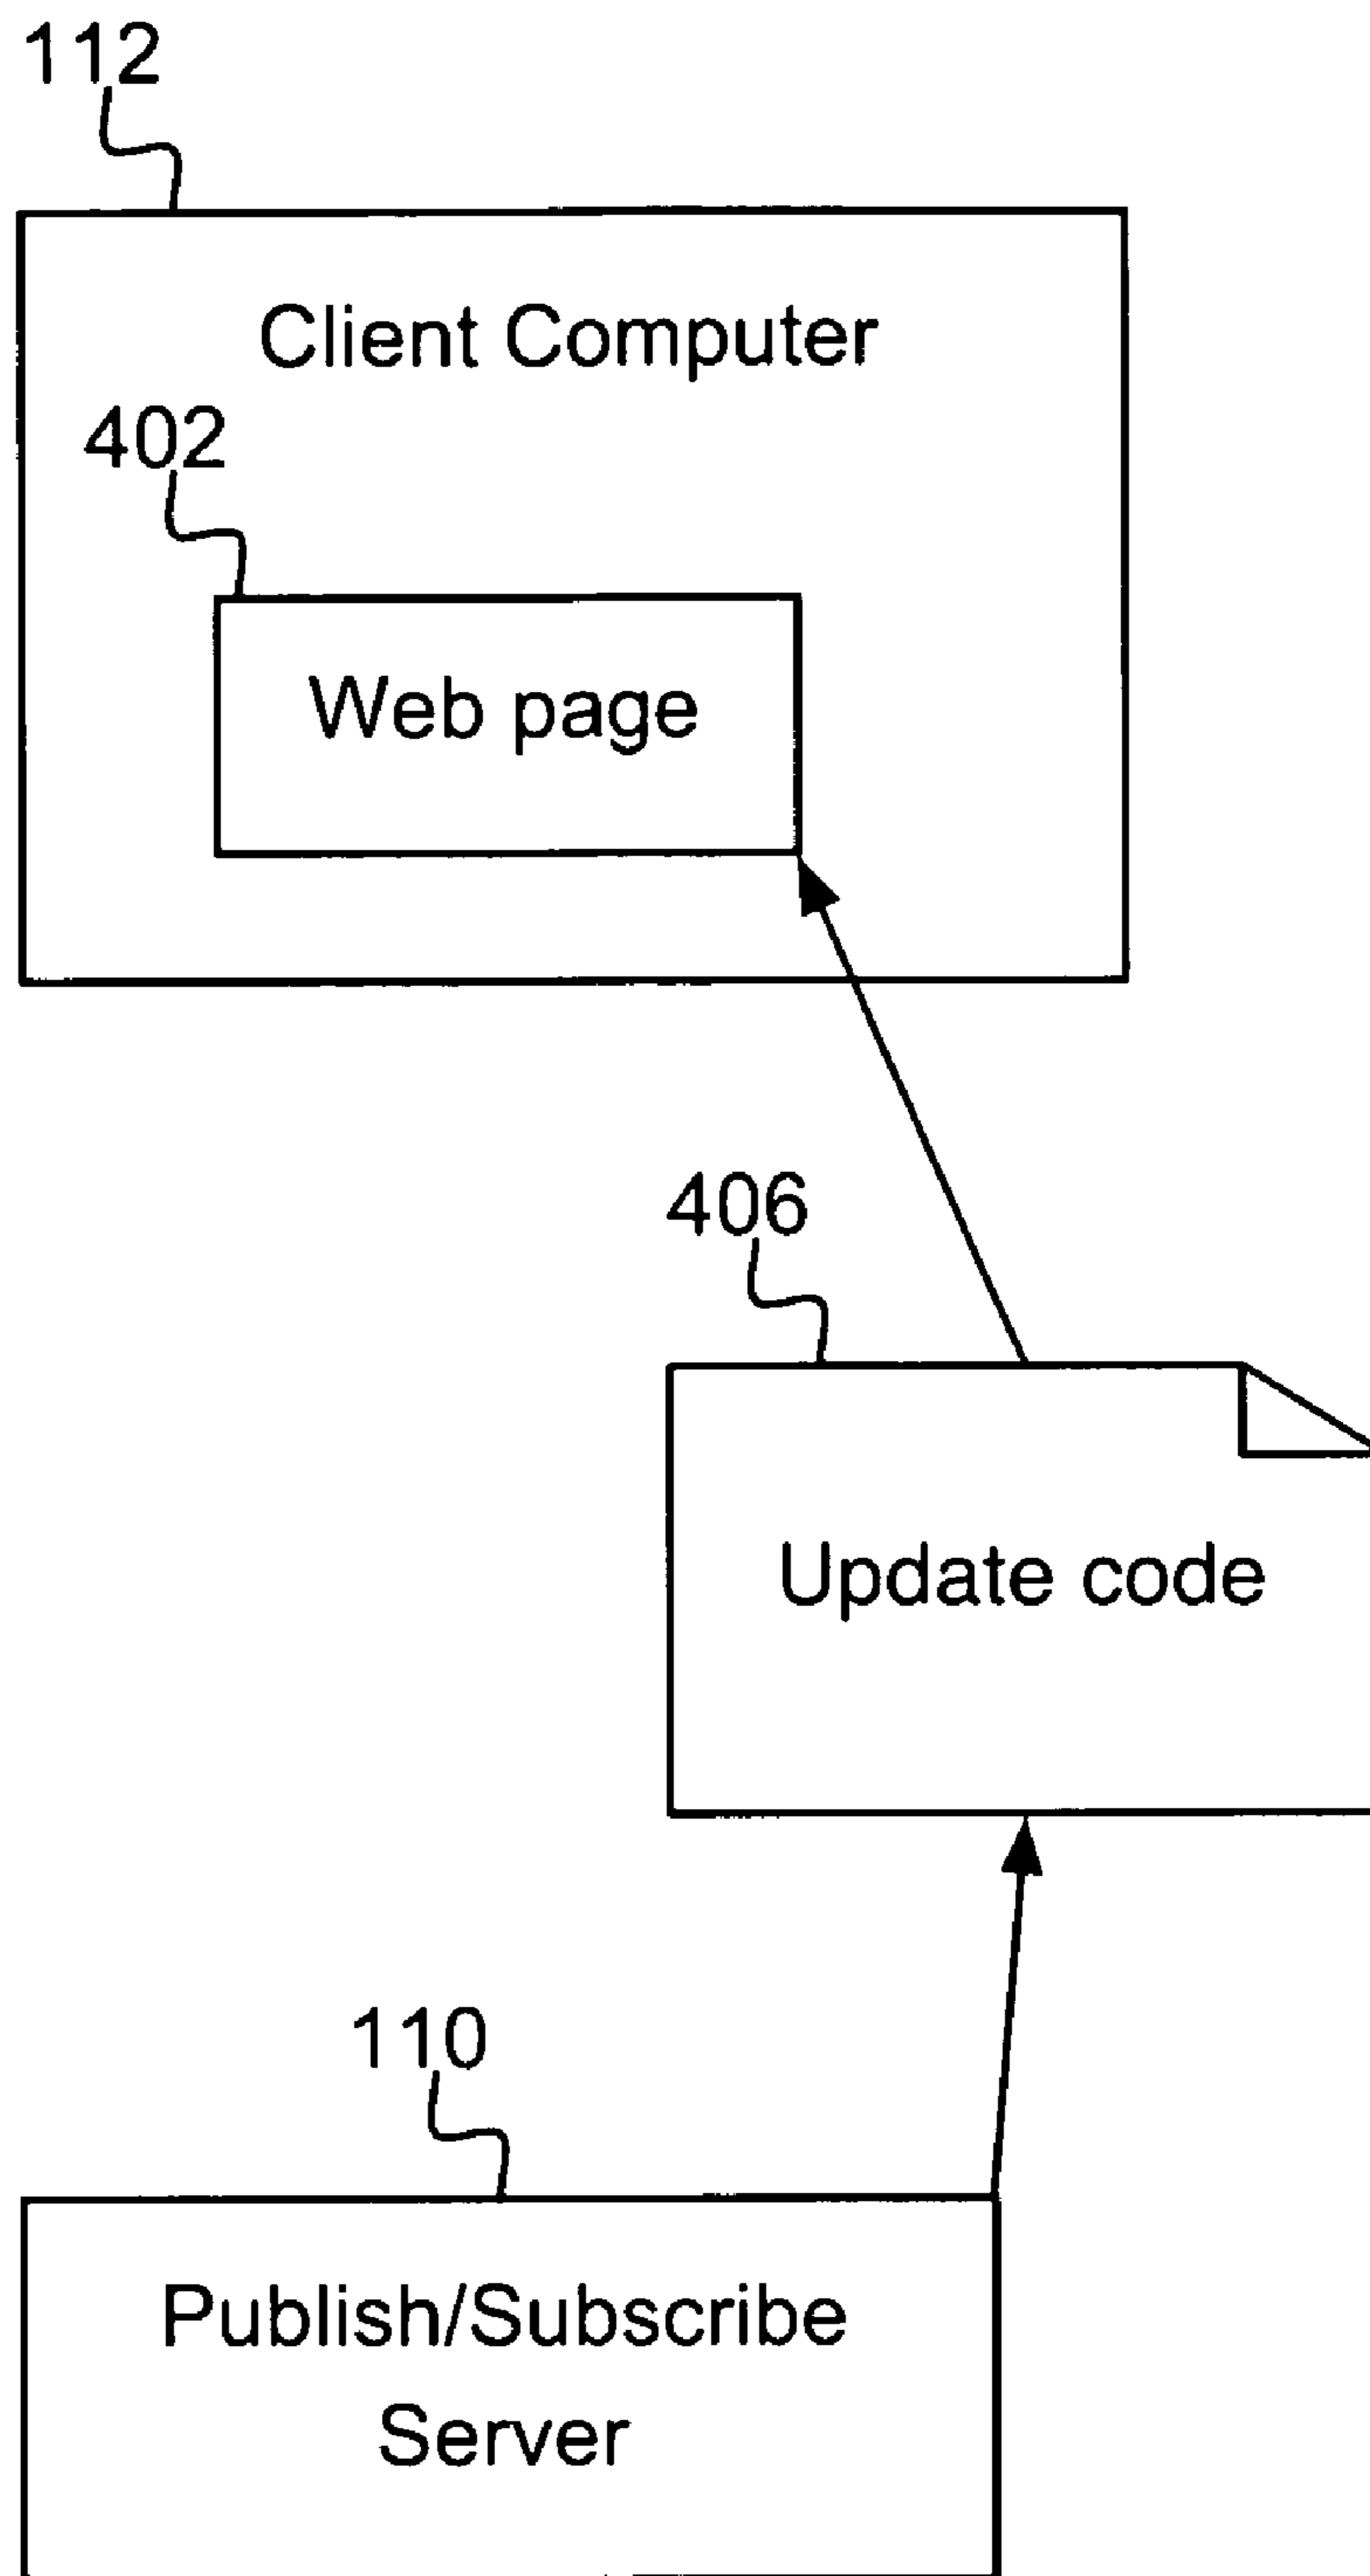 112
Client Computer
402
Web page
406
Update code
110
Publish/Subscribe
Server